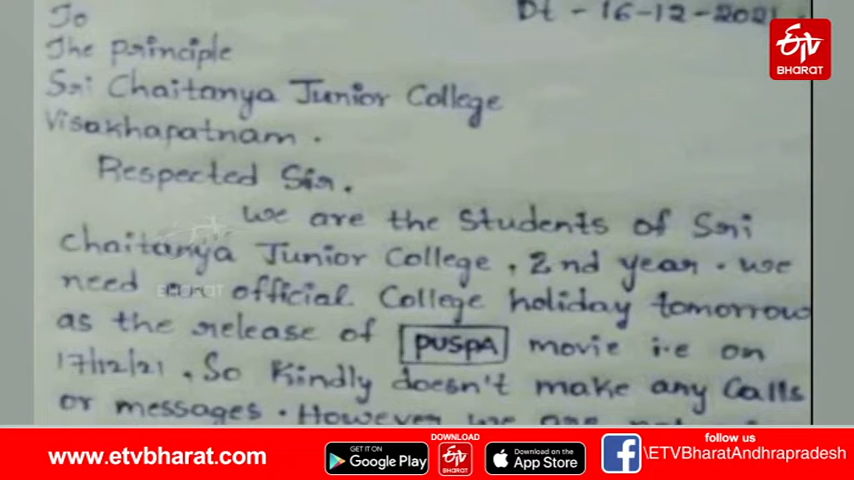 To
Dt - 16-12-2021.
The principle
Sri Chaitanya Junior College
Visakhapatnam.
Respected Sir.
We are the Students of Sri
Chaitanya Junior College, 2nd year. we
need an official College holiday tomorrow
as the release of PUSPA movie i.e on
17/12/21. So Kindly doesn't make any Calls
or messages. However we are not
ETV
BHARAT
BHARAT
www.etvbharat.com
GET IT ON
Google Play
DOWNLOAD
ETV
BHARAT
Download on the
App Store
follow us
\ETVBharatAndhrapradesh